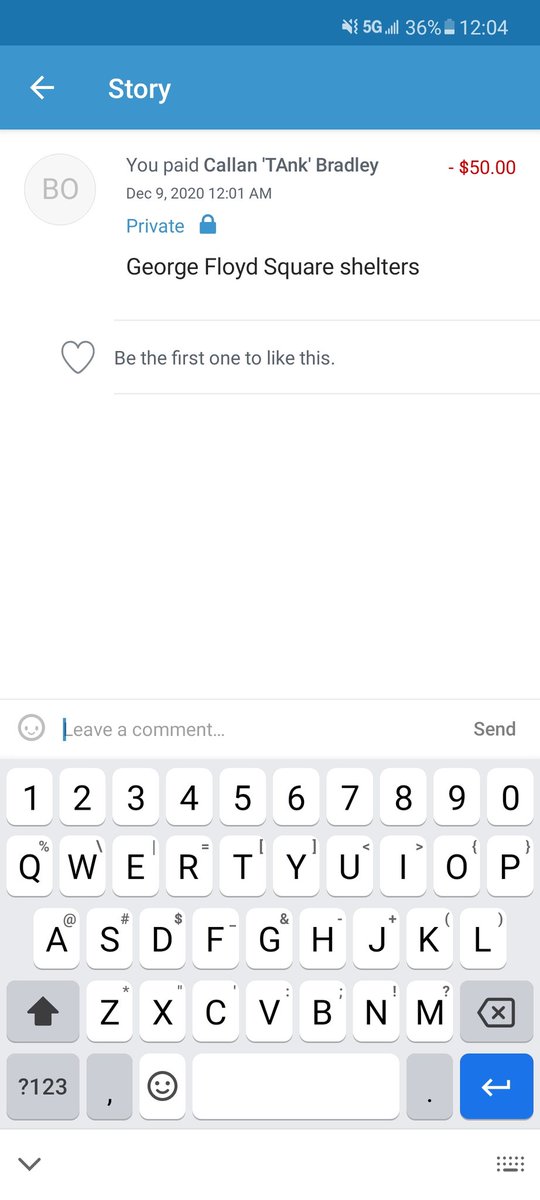 5G 36% 12:04
Story
BO
You paid Callan 'TAnk' Bradley
- $50.00
Dec 9, 2020 12:01 AM
Private
George Floyd Square shelters
Be the first one to like this.
Leave a comment...
Send
1 2 3 4 5 6 7 8 9 0
% \ | = [ ] < > { }
Q W E R T Y U I O P
@ # $ _ & - + ( )
A S D F G H J K L
* " ' : ; ! ?
Z X C V B N M
?123 , .